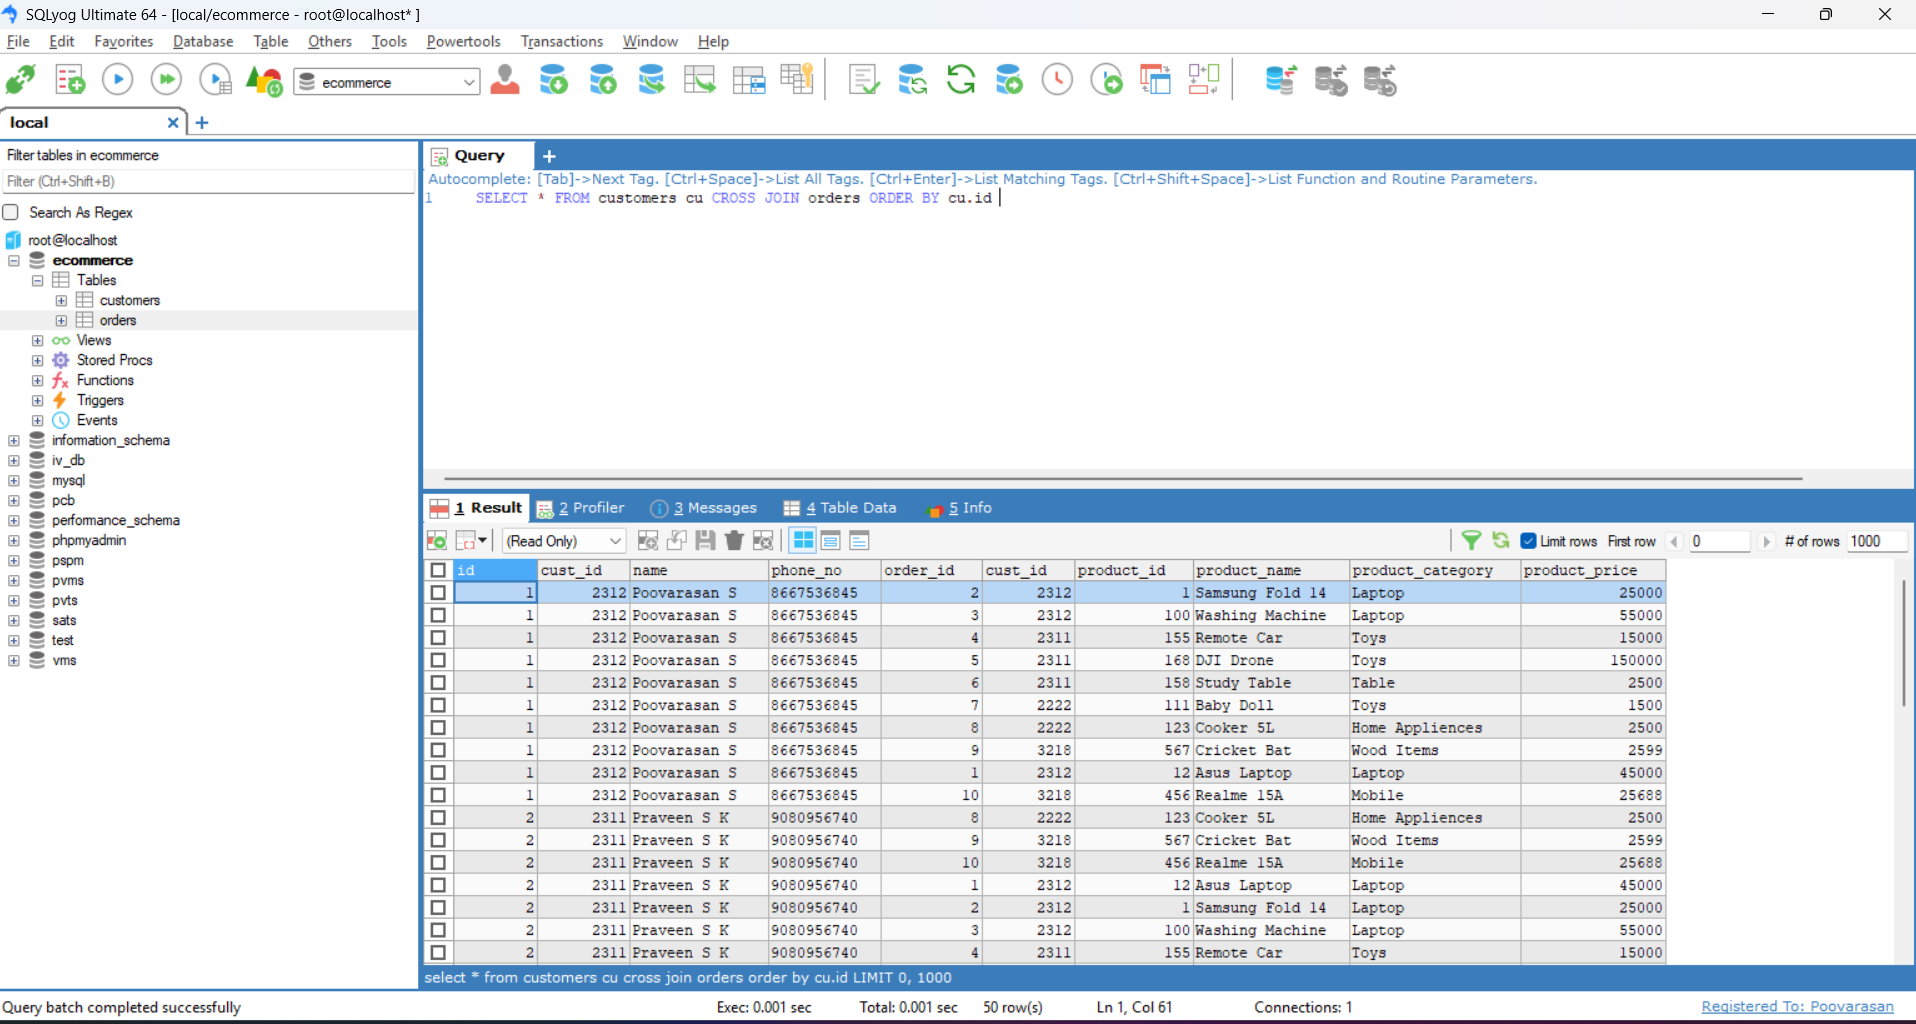 SQLyog Ultimate 64 - [local/ecommerce - root@localhost* ]
File Edit Favorites Database Table Others Tools Powertools Transactions Window Help
ecommerce
local
Filter tables in ecommerce
Filter (Ctrl+Shift+B)
Search As Regex
root@localhost
ecommerce
Tables
customers
orders
Views
Stored Procs
Functions
Triggers
Events
information_schema
iv_db
mysql
pcb
performance_schema
phpmyadmin
pspm
pvms
pvts
sats
test
vms
Query
Autocomplete: [Tab]->Next Tag. [Ctrl+Space]->List All Tags. [Ctrl+Enter]->List Matching Tags. [Ctrl+Shift+Space]->List Function and Routine Parameters.
1 SELECT * FROM customers cu CROSS JOIN orders ORDER BY cu.id
1 Result 2 Profiler 3 Messages 4 Table Data 5 Info
(Read Only) Limit rows First row 0 # of rows 1000
id cust_id name phone_no order_id cust_id product_id product_name product_category product_price
1 2312 Poovarasan S 8667536845 2 2312 1 Samsung Fold 14 Laptop 25000
1 2312 Poovarasan S 8667536845 3 2312 100 Washing Machine Laptop 55000
1 2312 Poovarasan S 8667536845 4 2311 155 Remote Car Toys 15000
1 2312 Poovarasan S 8667536845 5 2311 168 DJI Drone Toys 150000
1 2312 Poovarasan S 8667536845 6 2311 158 Study Table Table 2500
1 2312 Poovarasan S 8667536845 7 2222 111 Baby Doll Toys 1500
1 2312 Poovarasan S 8667536845 8 2222 123 Cooker 5L Home Appliences 2500
1 2312 Poovarasan S 8667536845 9 3218 567 Cricket Bat Wood Items 2599
1 2312 Poovarasan S 8667536845 1 2312 12 Asus Laptop Laptop 45000
1 2312 Poovarasan S 8667536845 10 3218 456 Realme 15A Mobile 25688
2 2311 Praveen S K 9080956740 8 2222 123 Cooker 5L Home Appliences 2500
2 2311 Praveen S K 9080956740 9 3218 567 Cricket Bat Wood Items 2599
2 2311 Praveen S K 9080956740 10 3218 456 Realme 15A Mobile 25688
2 2311 Praveen S K 9080956740 1 2312 12 Asus Laptop Laptop 45000
2 2311 Praveen S K 9080956740 2 2312 1 Samsung Fold 14 Laptop 25000
2 2311 Praveen S K 9080956740 3 2312 100 Washing Machine Laptop 55000
2 2311 Praveen S K 9080956740 4 2311 155 Remote Car Toys 15000
select * from customers cu cross join orders order by cu.id LIMIT 0, 1000
Query batch completed successfully Exec: 0.001 sec Total: 0.001 sec 50 row(s) Ln 1, Col 61 Connections: 1 Registered To: Poovarasan